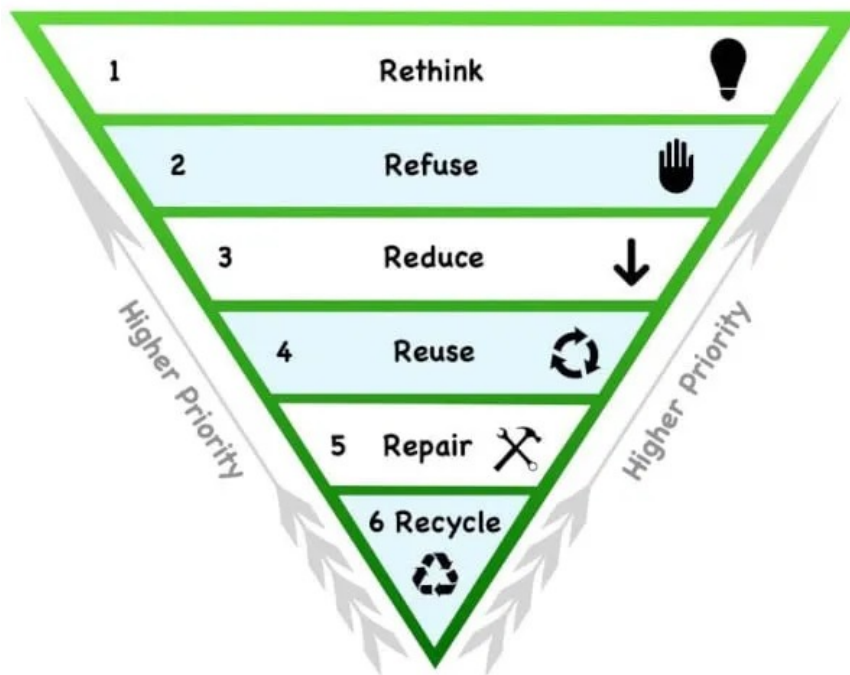 1 Rethink
2 Refuse
3 Reduce
4 Reuse
5 Repair
6 Recycle
Higher Priority
Higher Priority